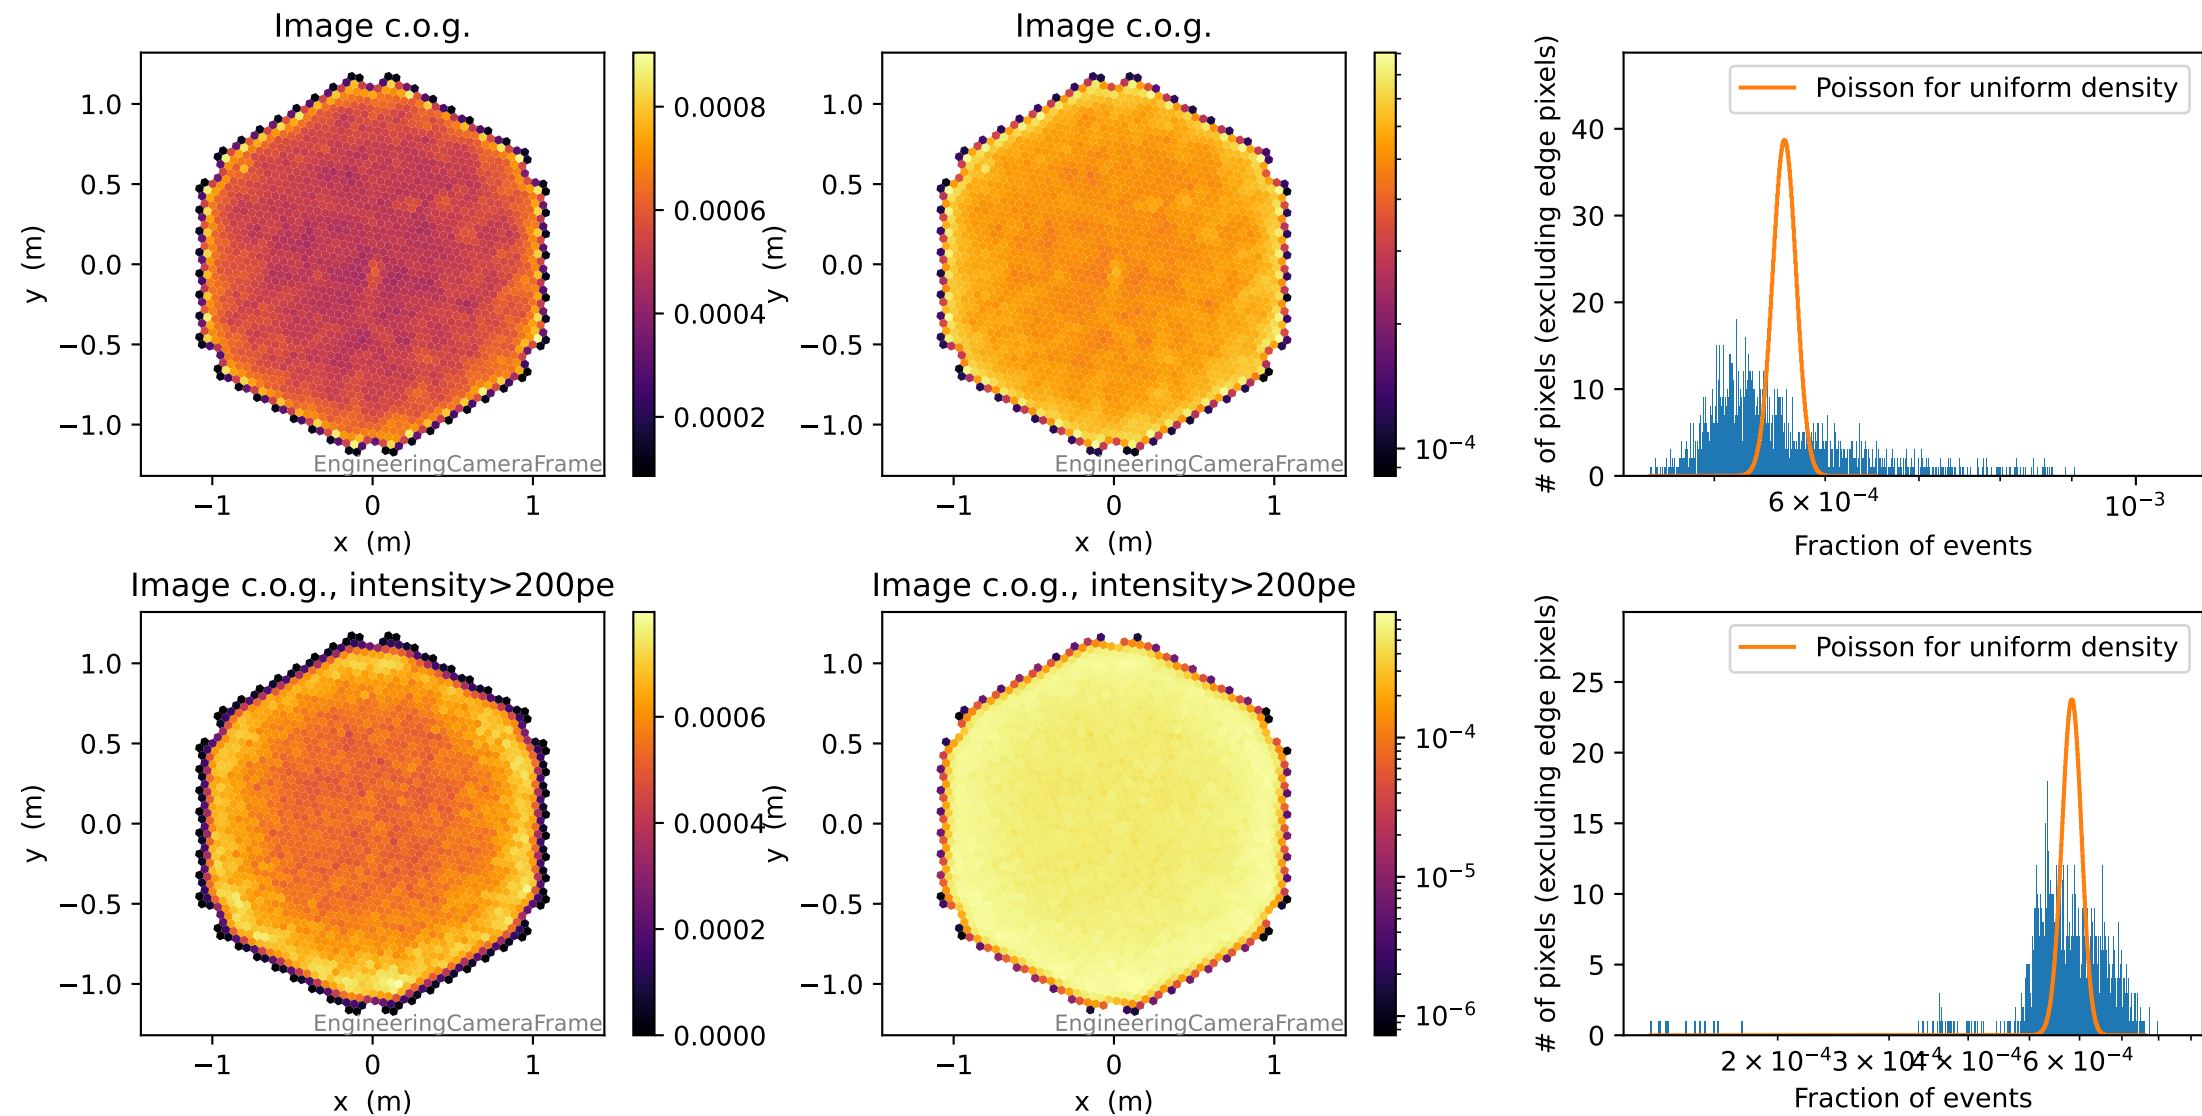 Image c.o.g.
1.0
0.5
0.0
−0.5
−1.0
y (m)
−1
0
1
x (m)
EngineeringCameraFrame
0.0008
0.0006
0.0004
0.0002
Image c.o.g.
1.0
0.5
0.0
−0.5
−1.0
y (m)
−1
0
1
x (m)
EngineeringCameraFrame
10⁻⁴
# of pixels (excluding edge pixels)
40
30
20
10
0
Poisson for uniform density
6 × 10⁻⁴
10⁻³
Fraction of events
Image c.o.g., intensity>200pe
1.0
0.5
0.0
−0.5
−1.0
y (m)
−1
0
1
x (m)
EngineeringCameraFrame
0.0006
0.0004
0.0002
0.0000
Image c.o.g., intensity>200pe
1.0
0.5
0.0
−0.5
−1.0
y (m)
−1
0
1
x (m)
EngineeringCameraFrame
10⁻⁴
10⁻⁵
10⁻⁶
# of pixels (excluding edge pixels)
25
20
15
10
5
0
Poisson for uniform density
2 × 10⁻⁴
3 × 10⁻⁴
4 × 10⁻⁴
6 × 10⁻⁴
Fraction of events